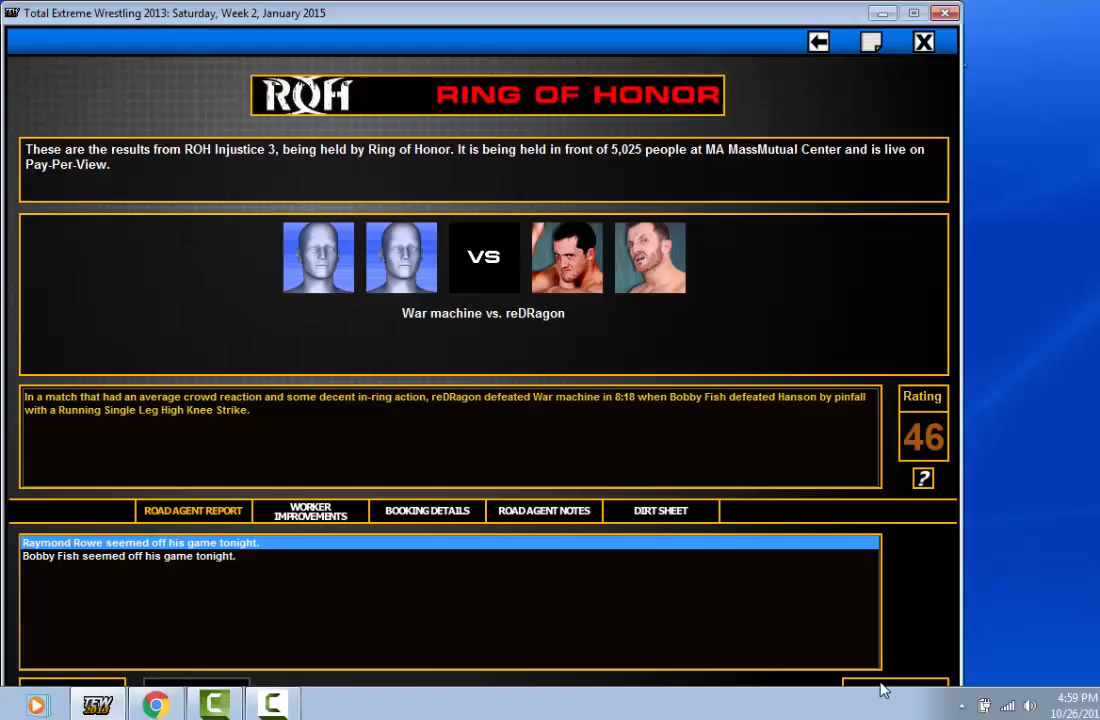 Total Extreme Wrestling 2013: Saturday, Week 2, January 2015
ROH RING OF HONOR
These are the results from ROH Injustice 3, being held by Ring of Honor. It is being held in front of 5,025 people at MA MassMutual Center and is live on
Pay-Per-View.
VS
War machine vs. reDRagon
In a match that had an average crowd reaction and some decent in-ring action, reDRagon defeated War machine in 8:18 when Bobby Fish defeated Hanson by pinfall
with a Running Single Leg High Knee Strike.
Rating
46
?
ROAD AGENT REPORT
WORKER
IMPROVEMENTS
BOOKING DETAILS
ROAD AGENT NOTES
DIRT SHEET
Raymond Rowe seemed off his game tonight.
Bobby Fish seemed off his game tonight.
TEW
2013
4:59 PM
10/26/201